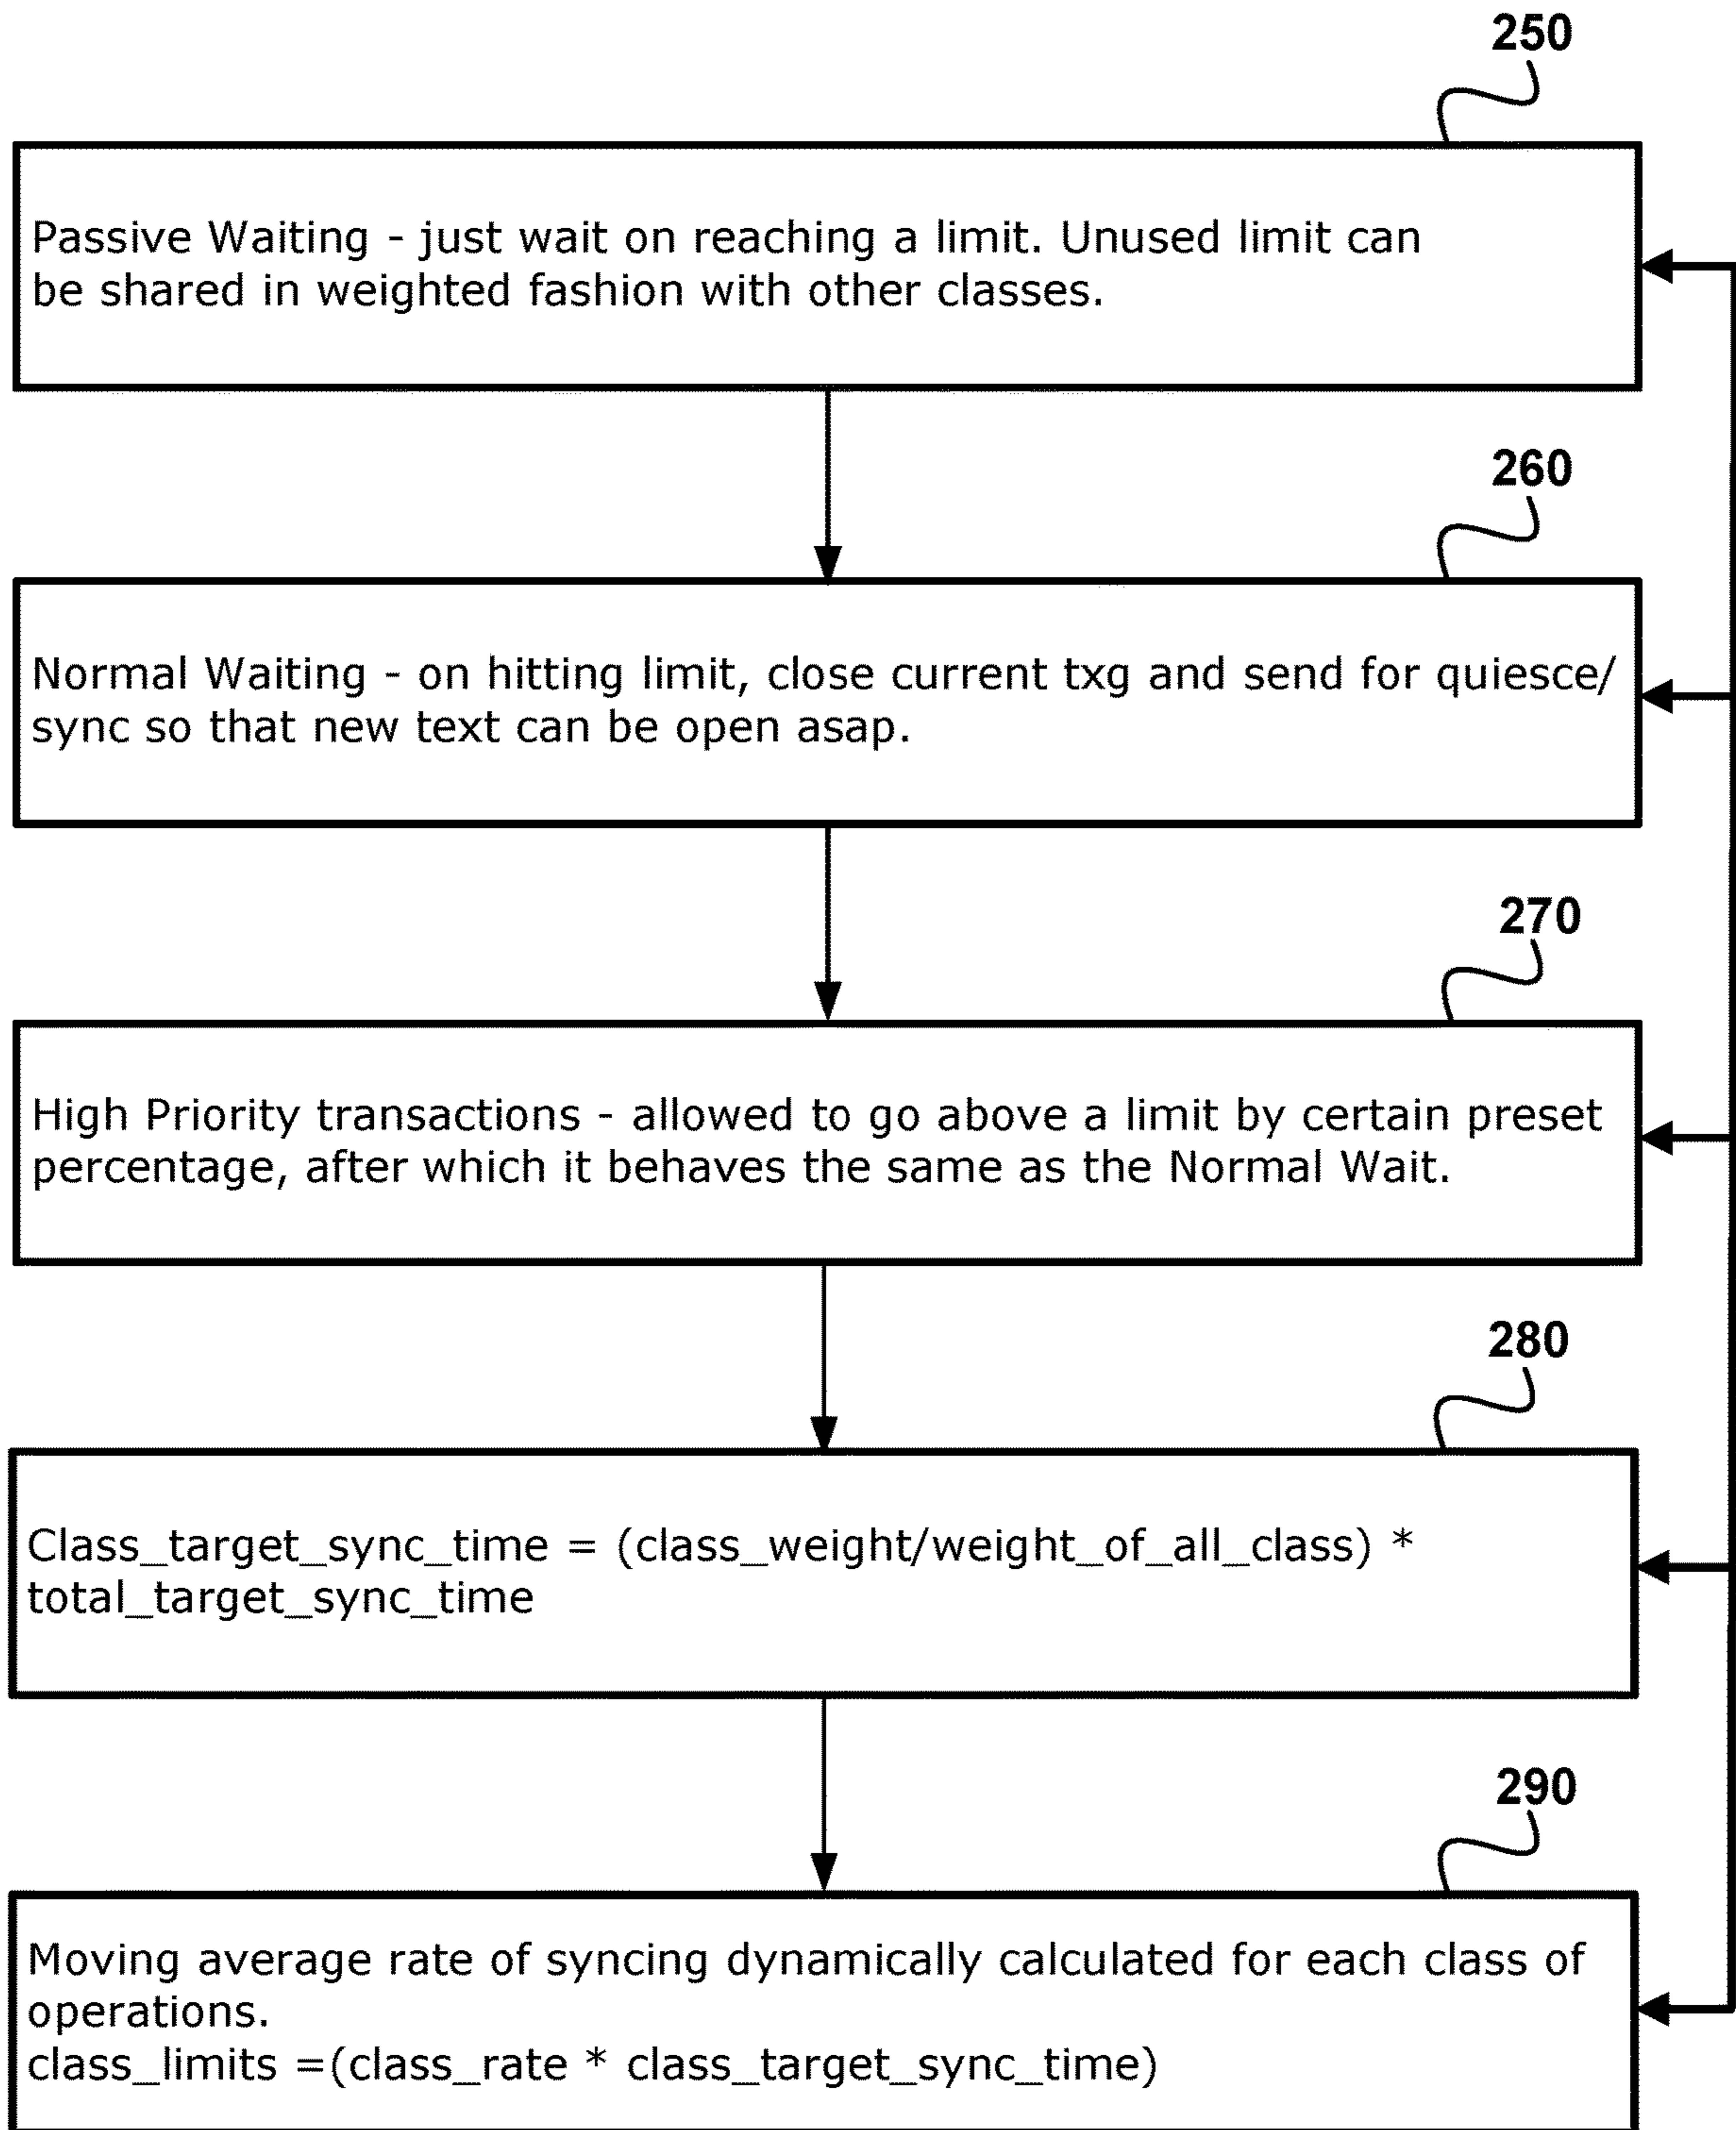 250
Passive Waiting - just wait on reaching a limit. Unused limit can
be shared in weighted fashion with other classes.
260
Normal Waiting - on hitting limit, close current txg and send for quiesce/
sync so that new text can be open asap.
270
High Priority transactions - allowed to go above a limit by certain preset
percentage, after which it behaves the same as the Normal Wait.
280
Class_target_sync_time = (class_weight/weight_of_all_class) *
total_target_sync_time
290
Moving average rate of syncing dynamically calculated for each class of
operations.
class_limits =(class_rate * class_target_sync_time)